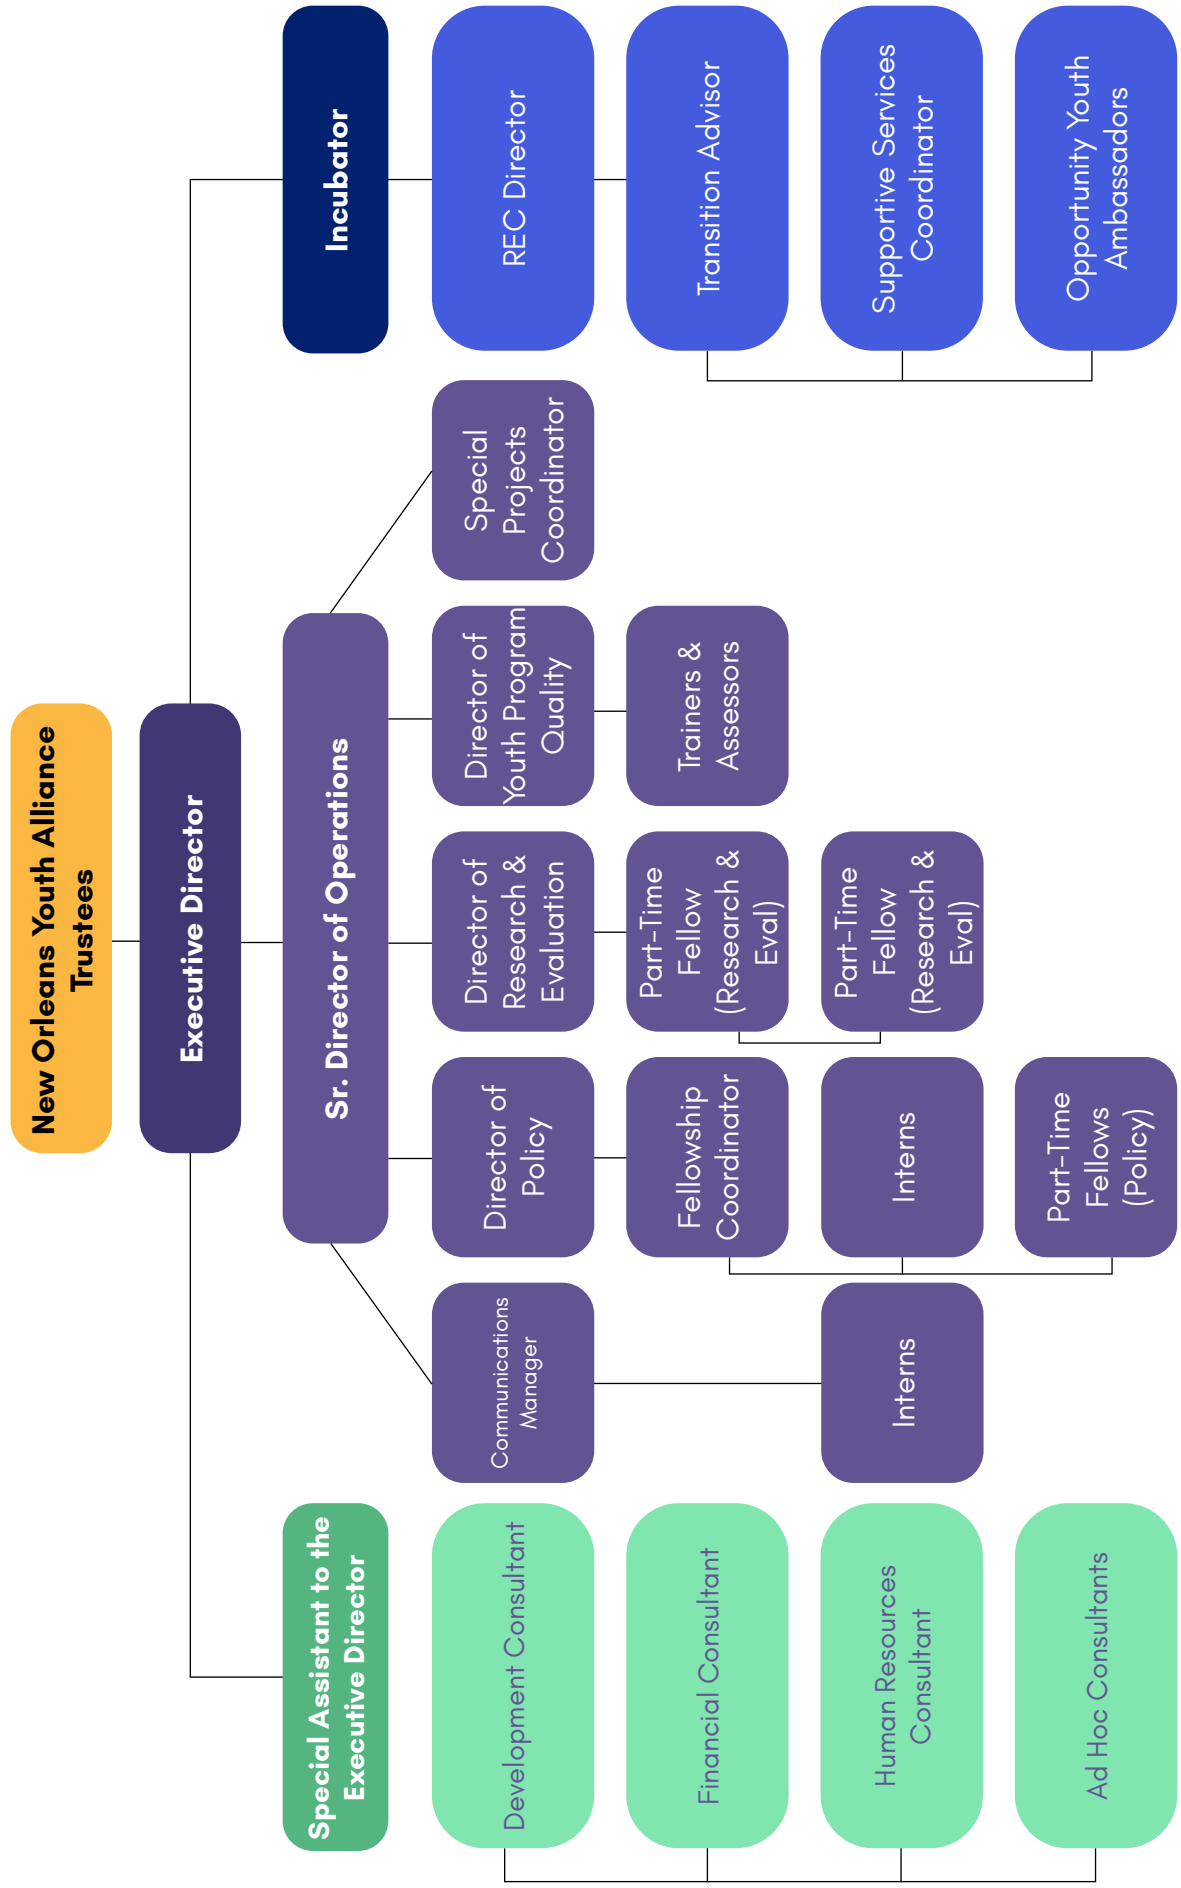 New Orleans Youth Alliance
Trustees
Executive Director
Special Assistant to the
Executive Director
Sr. Director of Operations
Incubator
Development Consultant
Communications
Manager
Director of
Policy
Director of
Research &
Evaluation
Director of
Youth Program
Quality
Special
Projects
Coordinator
REC Director
Financial Consultant
Fellowship
Coordinator
Part-Time
Fellow
(Research &
Eval)
Trainers &
Assessors
Transition Advisor
Human Resources
Consultant
Interns
Interns
Part-Time
Fellow
(Research &
Eval)
Supportive Services
Coordinator
Ad Hoc Consultants
Part-Time
Fellows
(Policy)
Opportunity Youth
Ambassadors